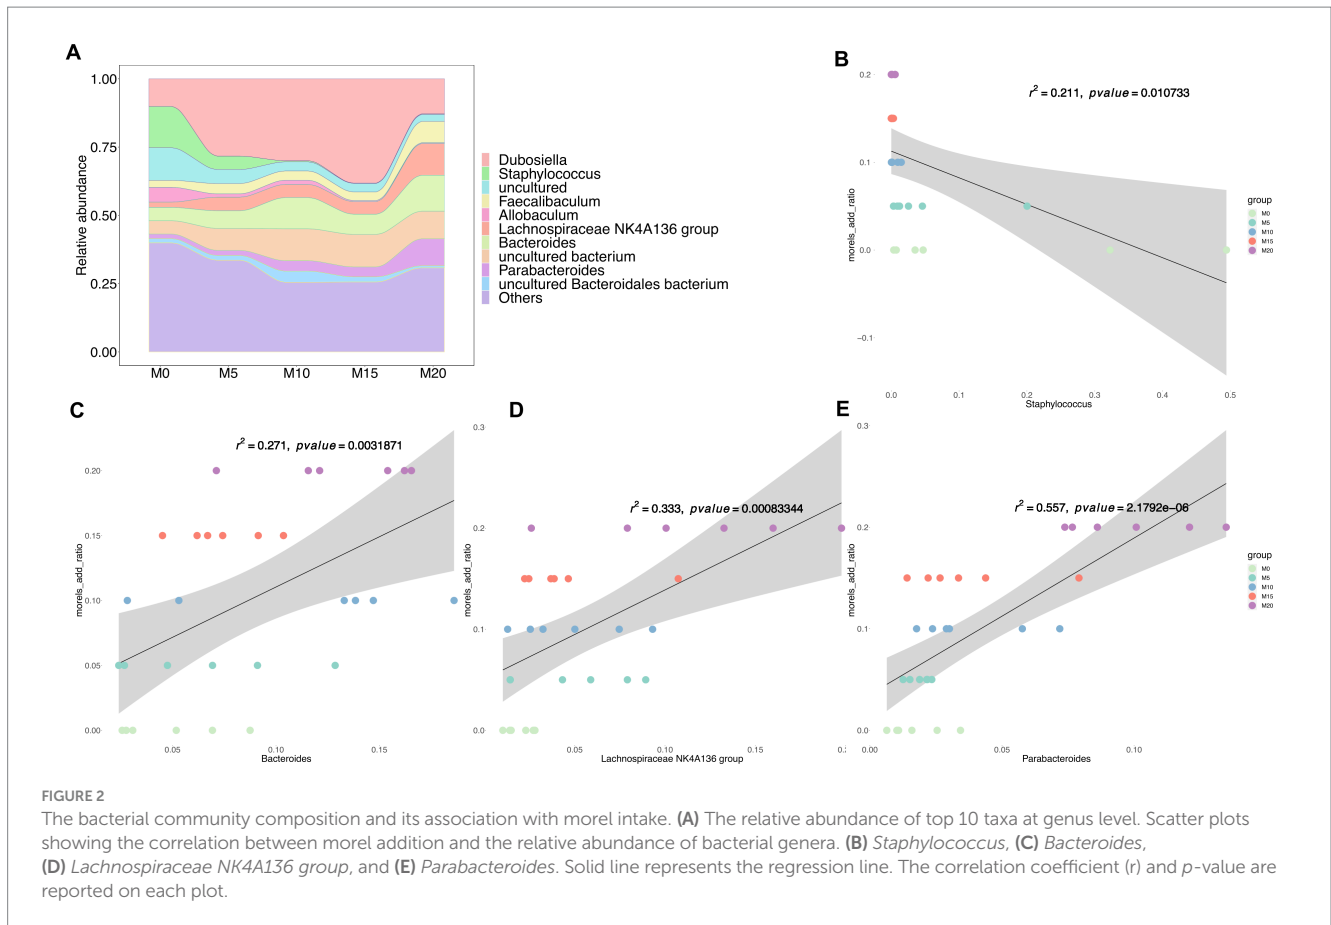 A
1.00
0.75
0.50
0.25
0.00
Relative abundance
M0 M5 M10 M15 M20
Dubosiella
Staphylococcus
uncultured
Faecalibaculum
Allobaculum
Lachnospiraceae NK4A136 group
Bacteroides
uncultured bacterium
Parabacteroides
uncultured Bacteroidales bacterium
Others
B
r² = 0.211, pvalue = 0.010733
0.2
0.1
0.0
−0.1
morels_add_ratio
0.0 0.1 0.2 0.3 0.4 0.5
Staphylococcus
group
M0
M5
M10
M15
M20
C
r² = 0.271, pvalue = 0.0031871
0.20
0.15
0.10
0.05
0.00
morels_add_ratio
0.05 0.10 0.15
Bacteroides
D
r² = 0.333, pvalue = 0.00083344
0.3
0.2
0.1
0.0
morels_add_ratio
0.05 0.10 0.15
Lachnospiraceae NK4A136 group
E
r² = 0.557, pvalue = 2.1792e−06
0.3
0.2
0.1
0.0
morels_add_ratio
0.00 0.05 0.10
Parabacteroides
group
M0
M5
M10
M15
M20
FIGURE 2
The bacterial community composition and its association with morel intake. (A) The relative abundance of top 10 taxa at genus level. Scatter plots
showing the correlation between morel addition and the relative abundance of bacterial genera. (B) Staphylococcus, (C) Bacteroides,
(D) Lachnospiraceae NK4A136 group, and (E) Parabacteroides. Solid line represents the regression line. The correlation coefficient (r) and p-value are
reported on each plot.